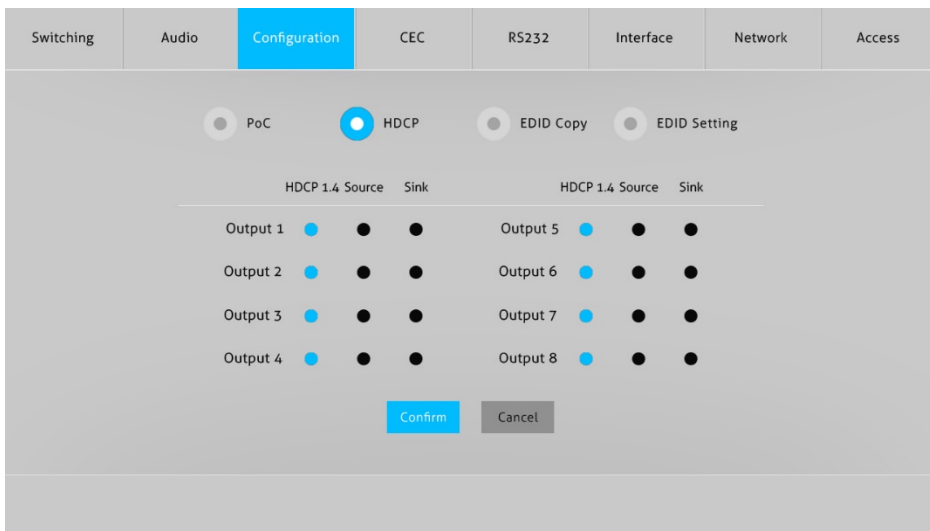 Switching Audio Configuration CEC RS232 Interface Network Access
PoC HDCP EDID Copy EDID Setting
HDCP 1.4 Source Sink HDCP 1.4 Source Sink
Output 1 Output 5
Output 2 Output 6
Output 3 Output 7
Output 4 Output 8
Confirm Cancel